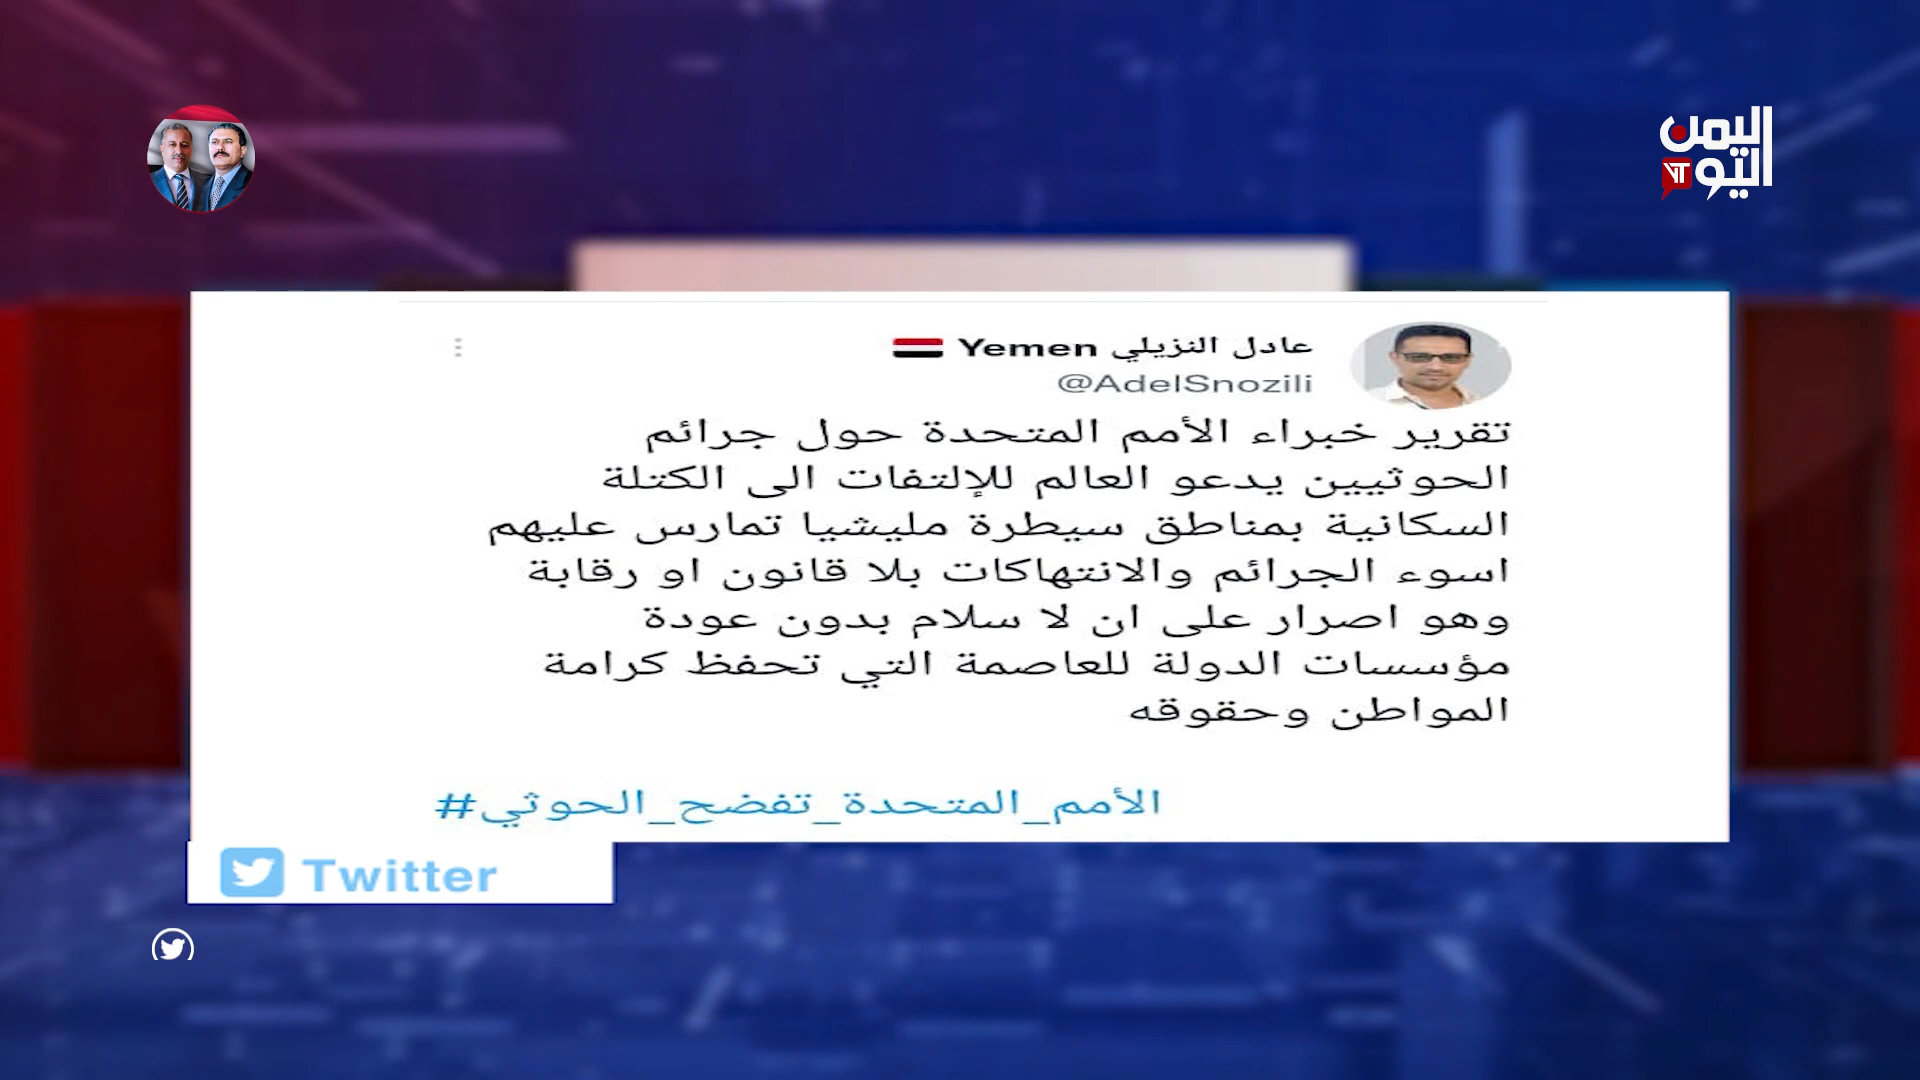 اليمن
اليوم
YT
عادل النزيلي Yemen
@AdelSnozili
تقرير خبراء الأمم المتحدة حول جرائم
الحوثيين يدعو العالم للإلتفات الى الكتلة
السكانية بمناطق سيطرة مليشيا تمارس عليهم
اسوء الجرائم والانتهاكات بلا قانون او رقابة
وهو اصرار على ان لا سلام بدون عودة
مؤسسات الدولة للعاصمة التي تحفظ كرامة
المواطن وحقوقه
الأمم_المتحدة_تفضح_الحوثي#
Twitter